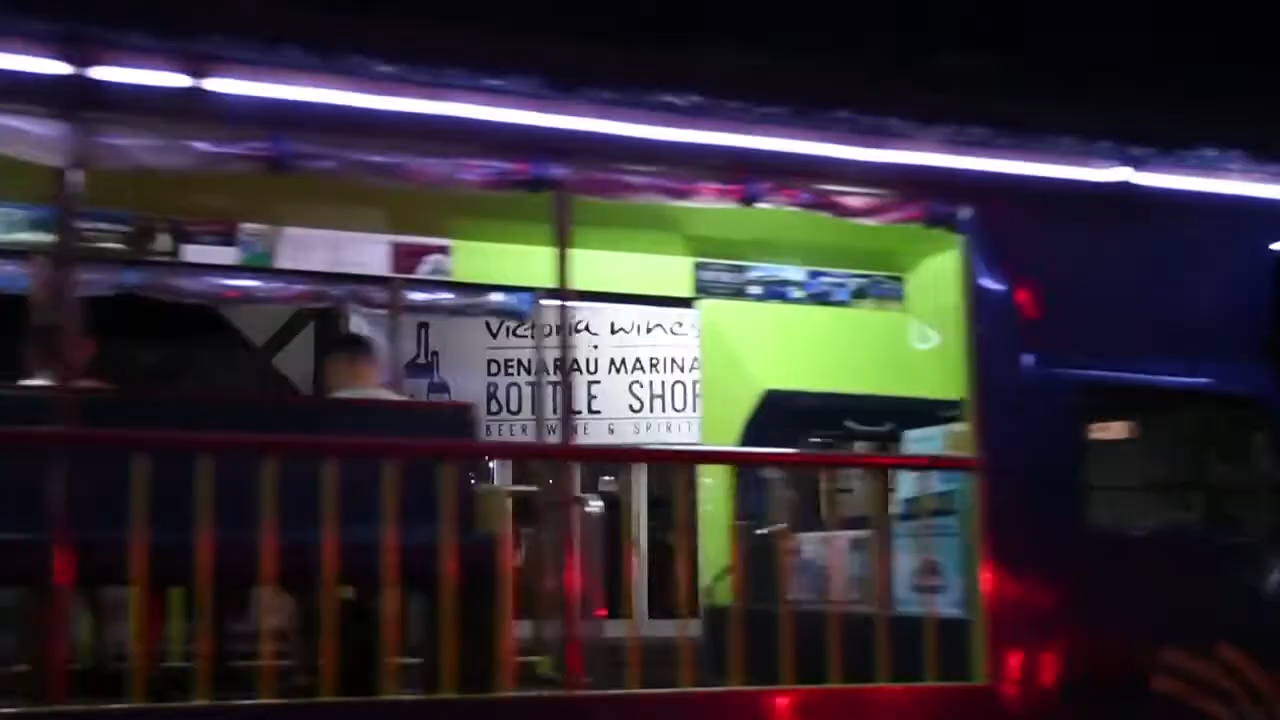 Victoria wines
DENARAU MARINA
BOTTLE SHOP
BEER WINE & SPIRITS